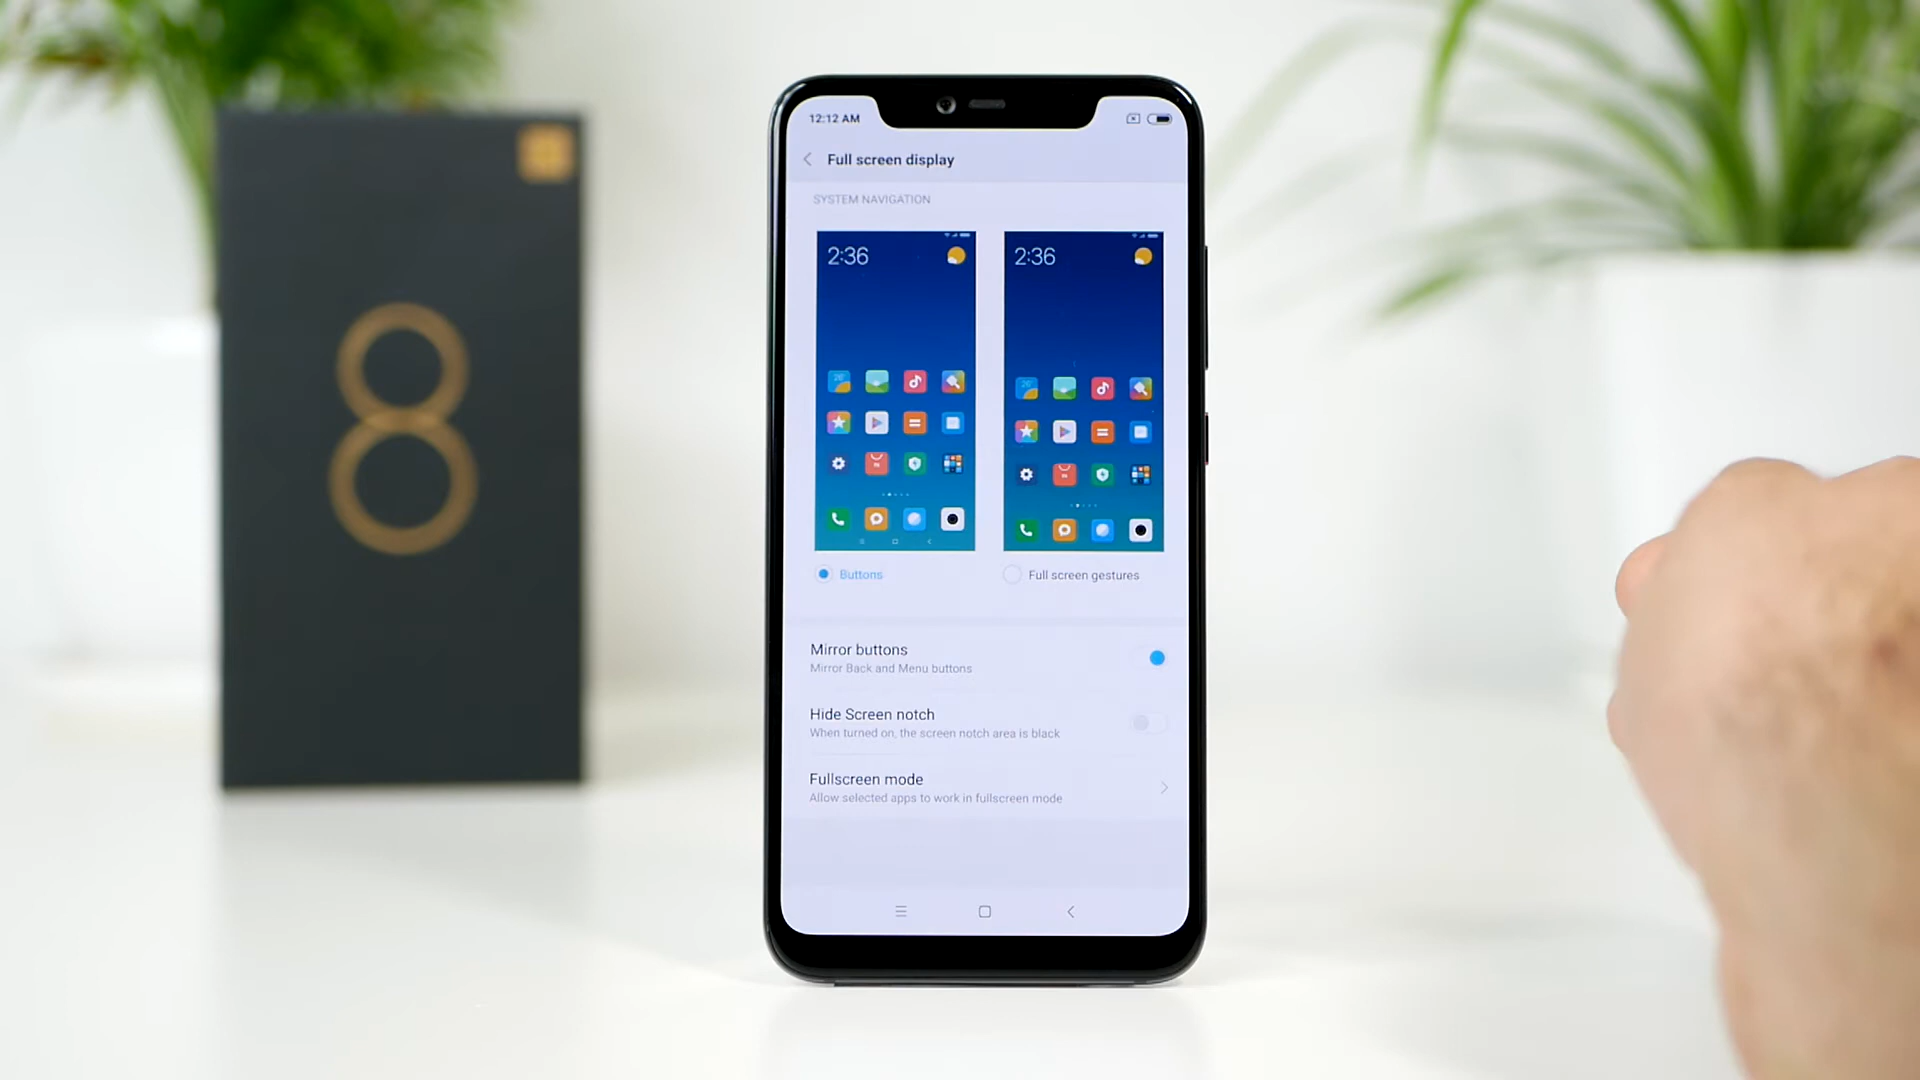 8
12:12 AM
Full screen display
SYSTEM NAVIGATION
2:36
2:36
Buttons
Full screen gestures
Mirror buttons
Mirror Back and Menu buttons
Hide Screen notch
When turned on, the screen notch area is black
Fullscreen mode
Allow selected apps to work in fullscreen mode